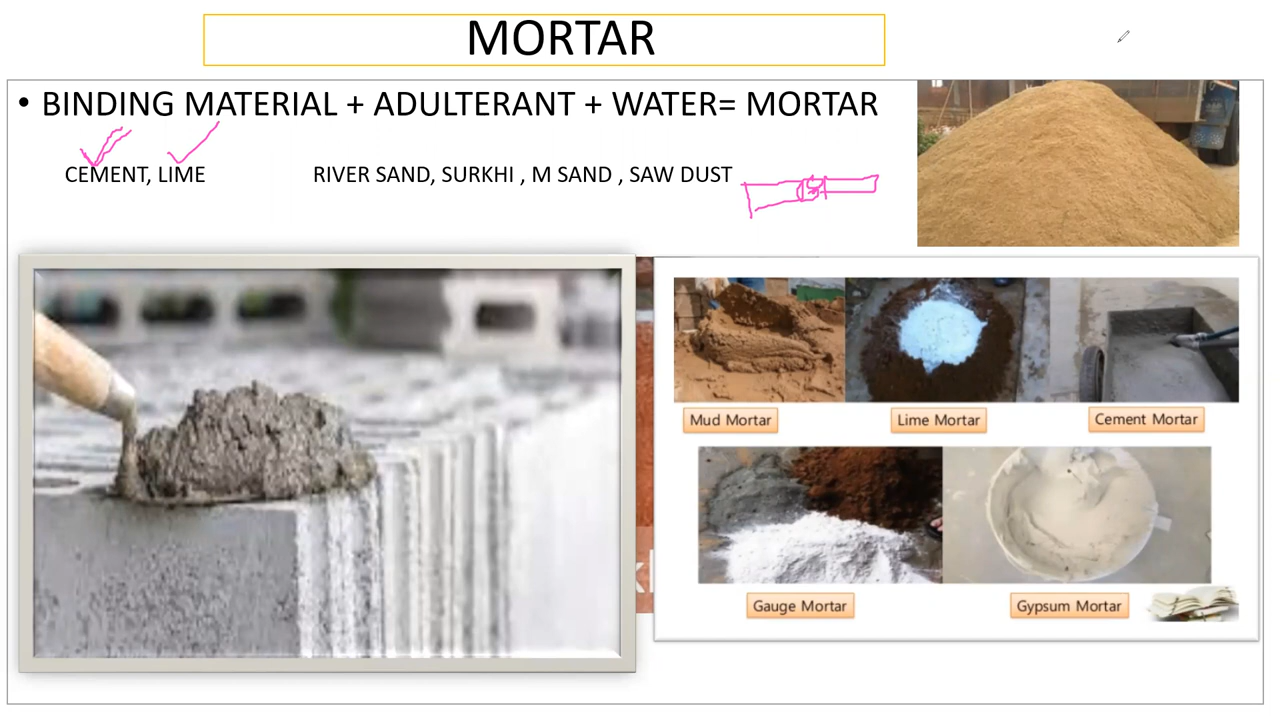 MORTAR
• BINDING MATERIAL + ADULTERANT + WATER= MORTAR
CEMENT, LIME
RIVER SAND, SURKHI , M SAND , SAW DUST
Mud Mortar
Lime Mortar
Cement Mortar
Gauge Mortar
Gypsum Mortar